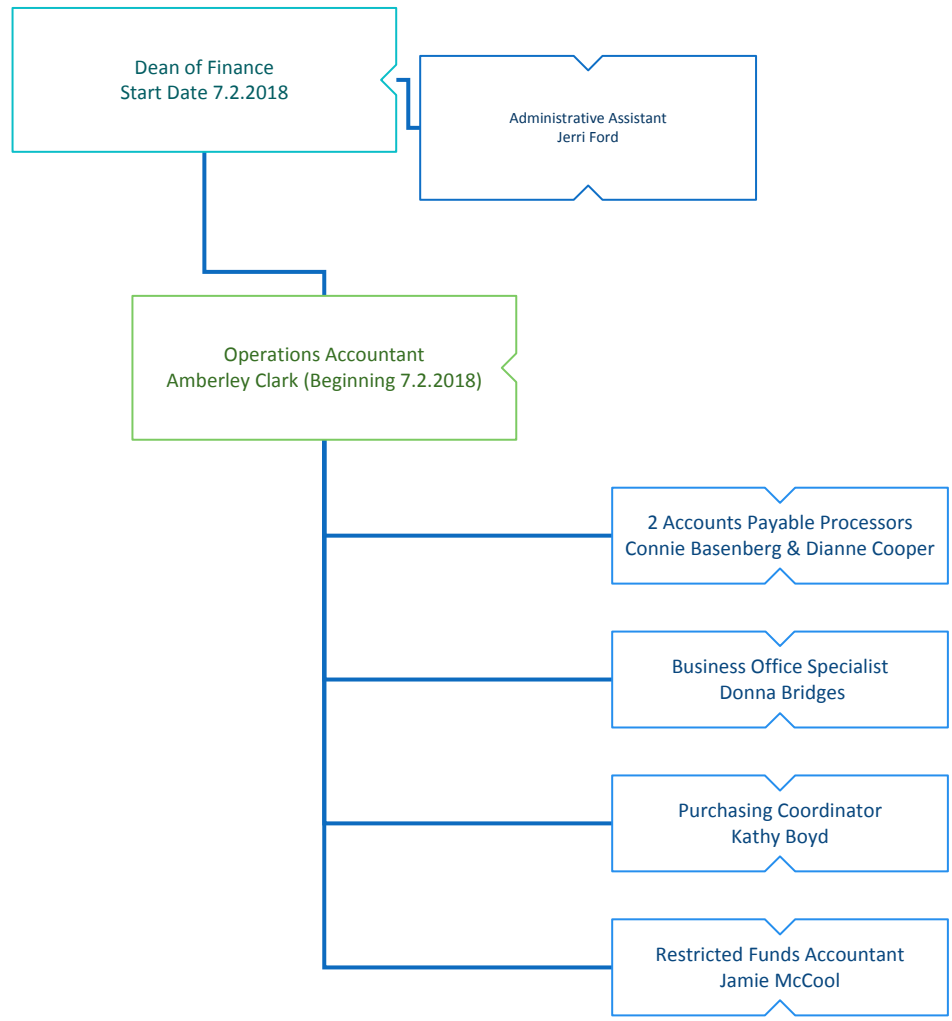 Dean of Finance
Start Date 7.2.2018
Administrative Assistant
Jerri Ford
Operations Accountant
Amberley Clark (Beginning 7.2.2018)
2 Accounts Payable Processors
Connie Basenberg & Dianne Cooper
Business Office Specialist
Donna Bridges
Purchasing Coordinator
Kathy Boyd
Restricted Funds Accountant
Jamie McCool